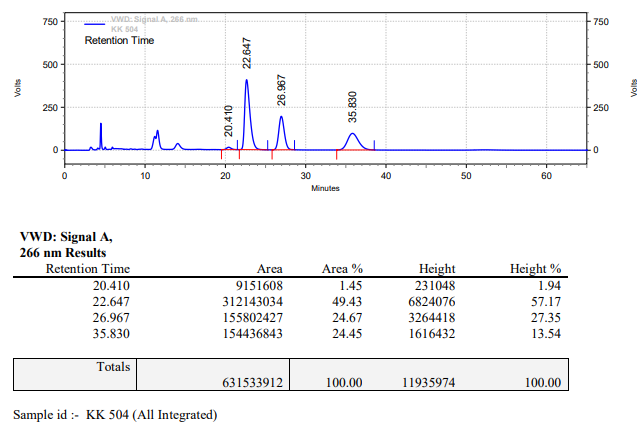 VWD: Signal A, 266 nm
KK 504
Retention Time
750
500
250
0
750
500
250
0
Volts
Volts
20.410
22.647
26.967
35.830
0
10
20
30
40
50
60
Minutes
VWD: Signal A,
266 nm Results
Retention Time Area Area % Height Height %
20.410 9151608 1.45 231048 1.94
22.647 312143034 49.43 6824076 57.17
26.967 155802427 24.67 3264418 27.35
35.830 154436843 24.45 1616432 13.54
Totals
631533912 100.00 11935974 100.00
Sample id :- KK 504 (All Integrated)